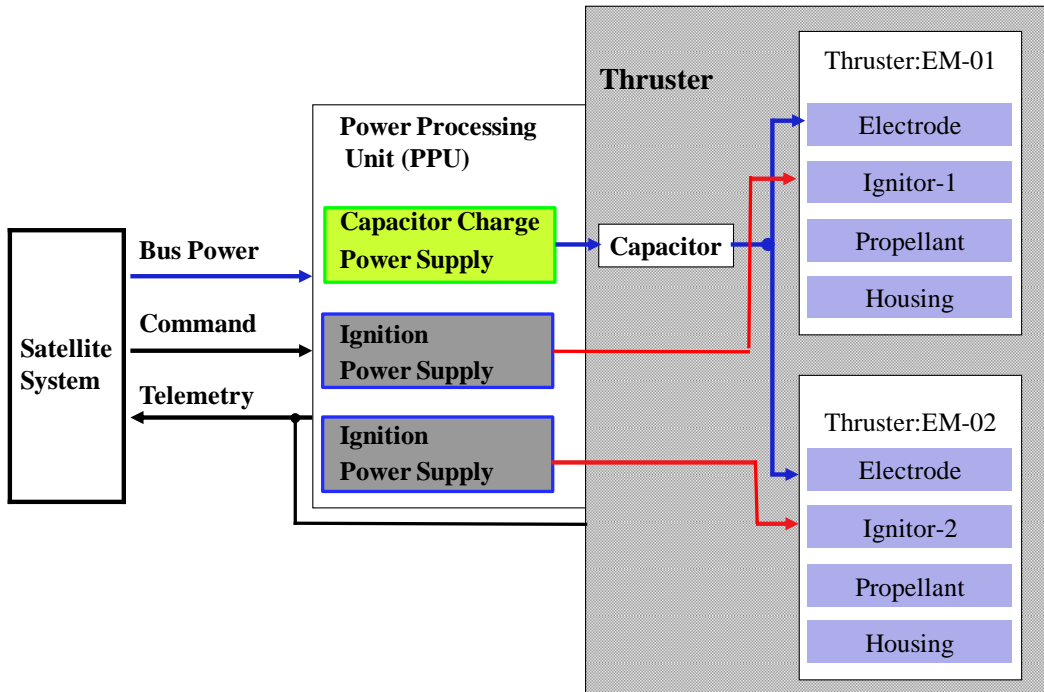 Satellite
System
Bus Power
Command
Telemetry
Power Processing
Unit (PPU)
Capacitor Charge
Power Supply
Ignition
Power Supply
Ignition
Power Supply
Thruster
Capacitor
Thruster:EM-01
Electrode
Ignitor-1
Propellant
Housing
Thruster:EM-02
Electrode
Ignitor-2
Propellant
Housing